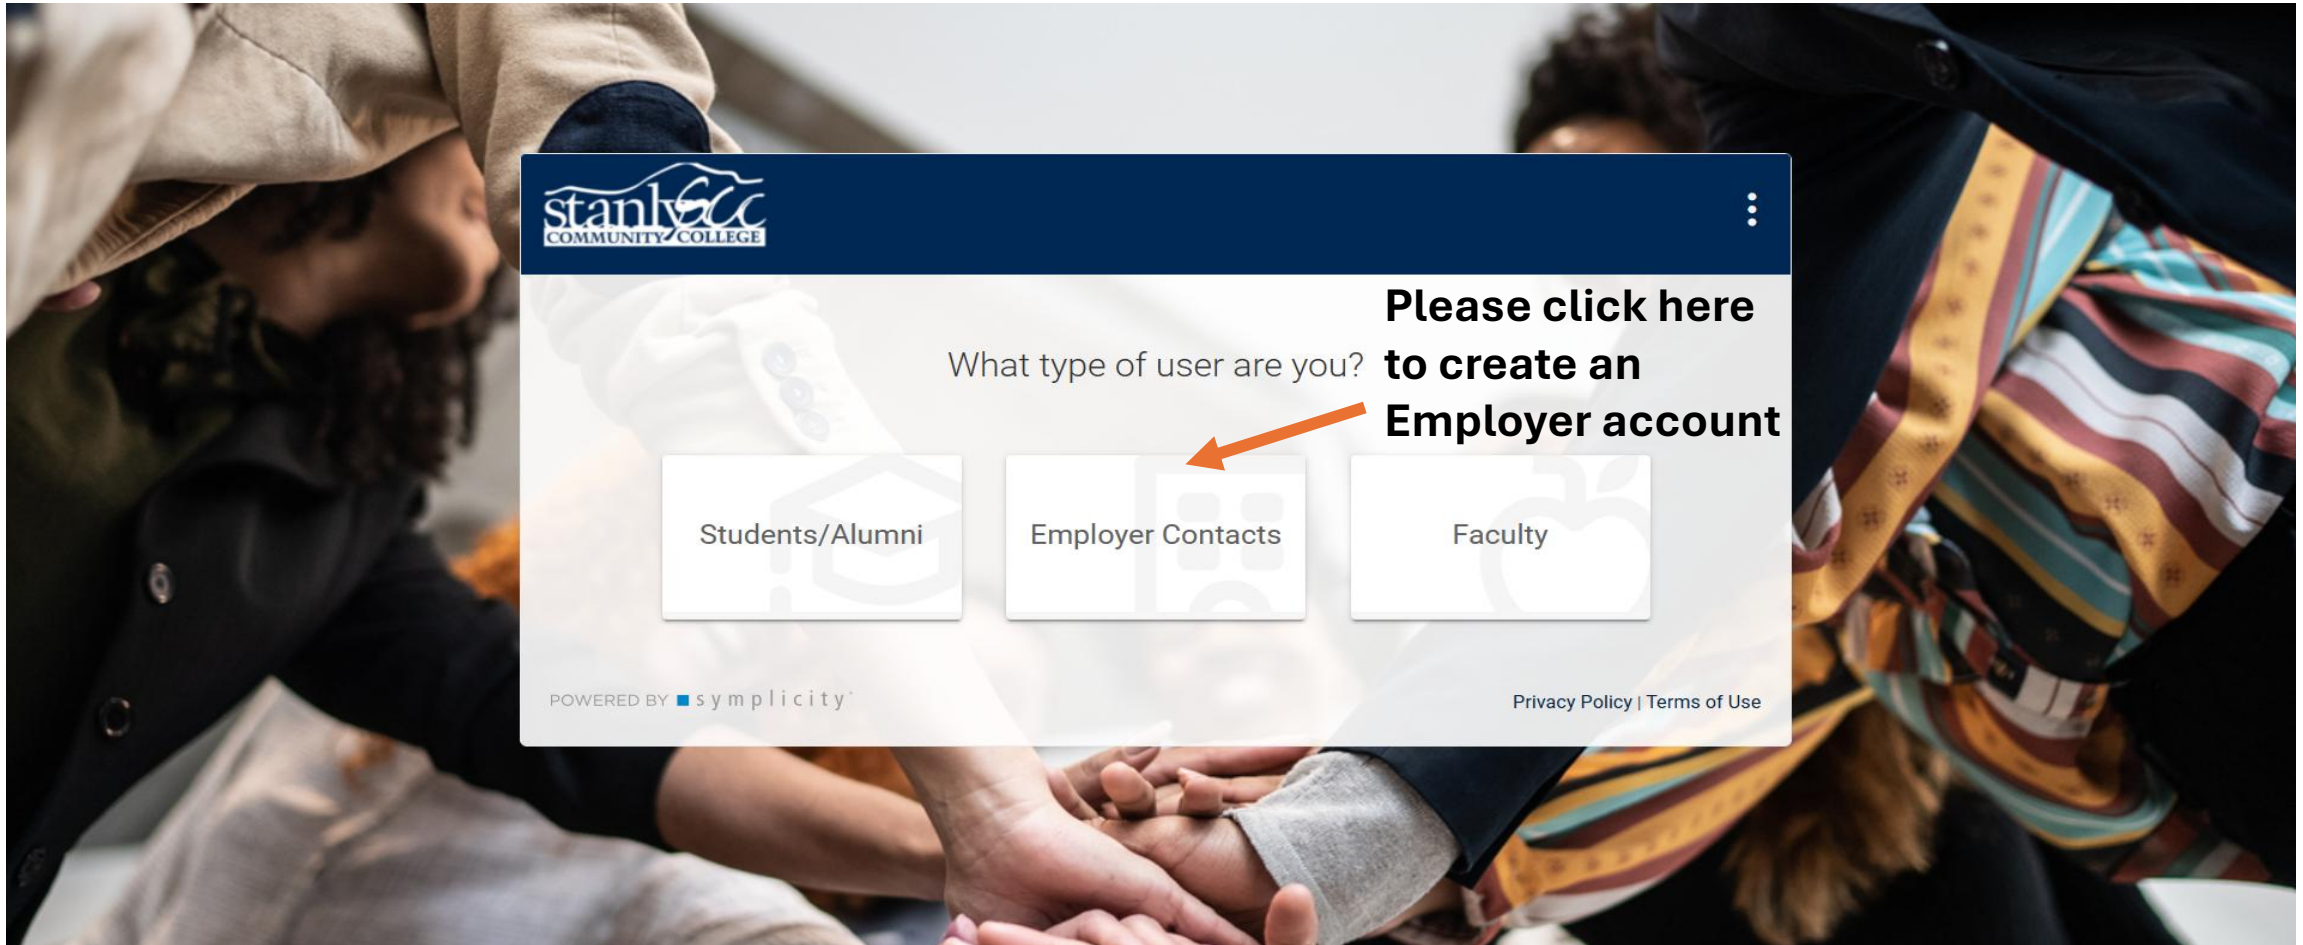 stanly SCC
COMMUNITY COLLEGE
Please click here
to create an
Employer account
What type of user are you?
Students/Alumni
Employer Contacts
Faculty
POWERED BY symplicity
Privacy Policy | Terms of Use